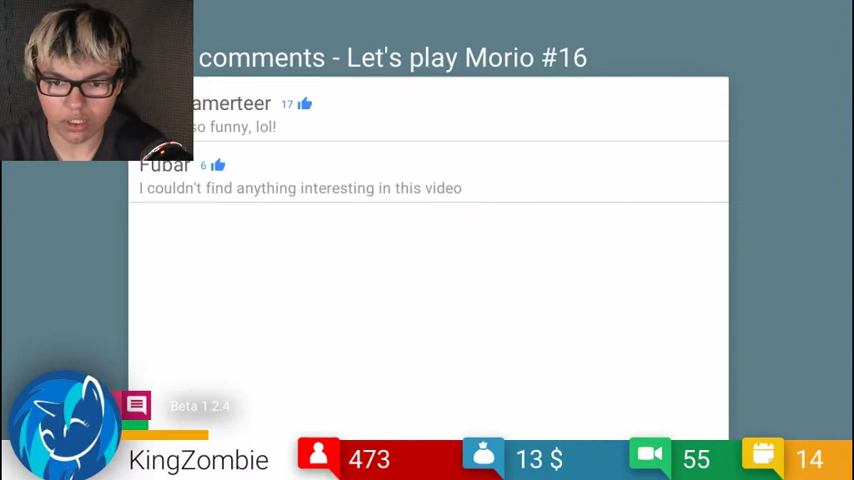 comments - Let's play Morio #16
amerteer 17
so funny, lol!
Fubar 6
I couldn't find anything interesting in this video
Beta 1.2.4
KingZombie 473 13 $ 55 14